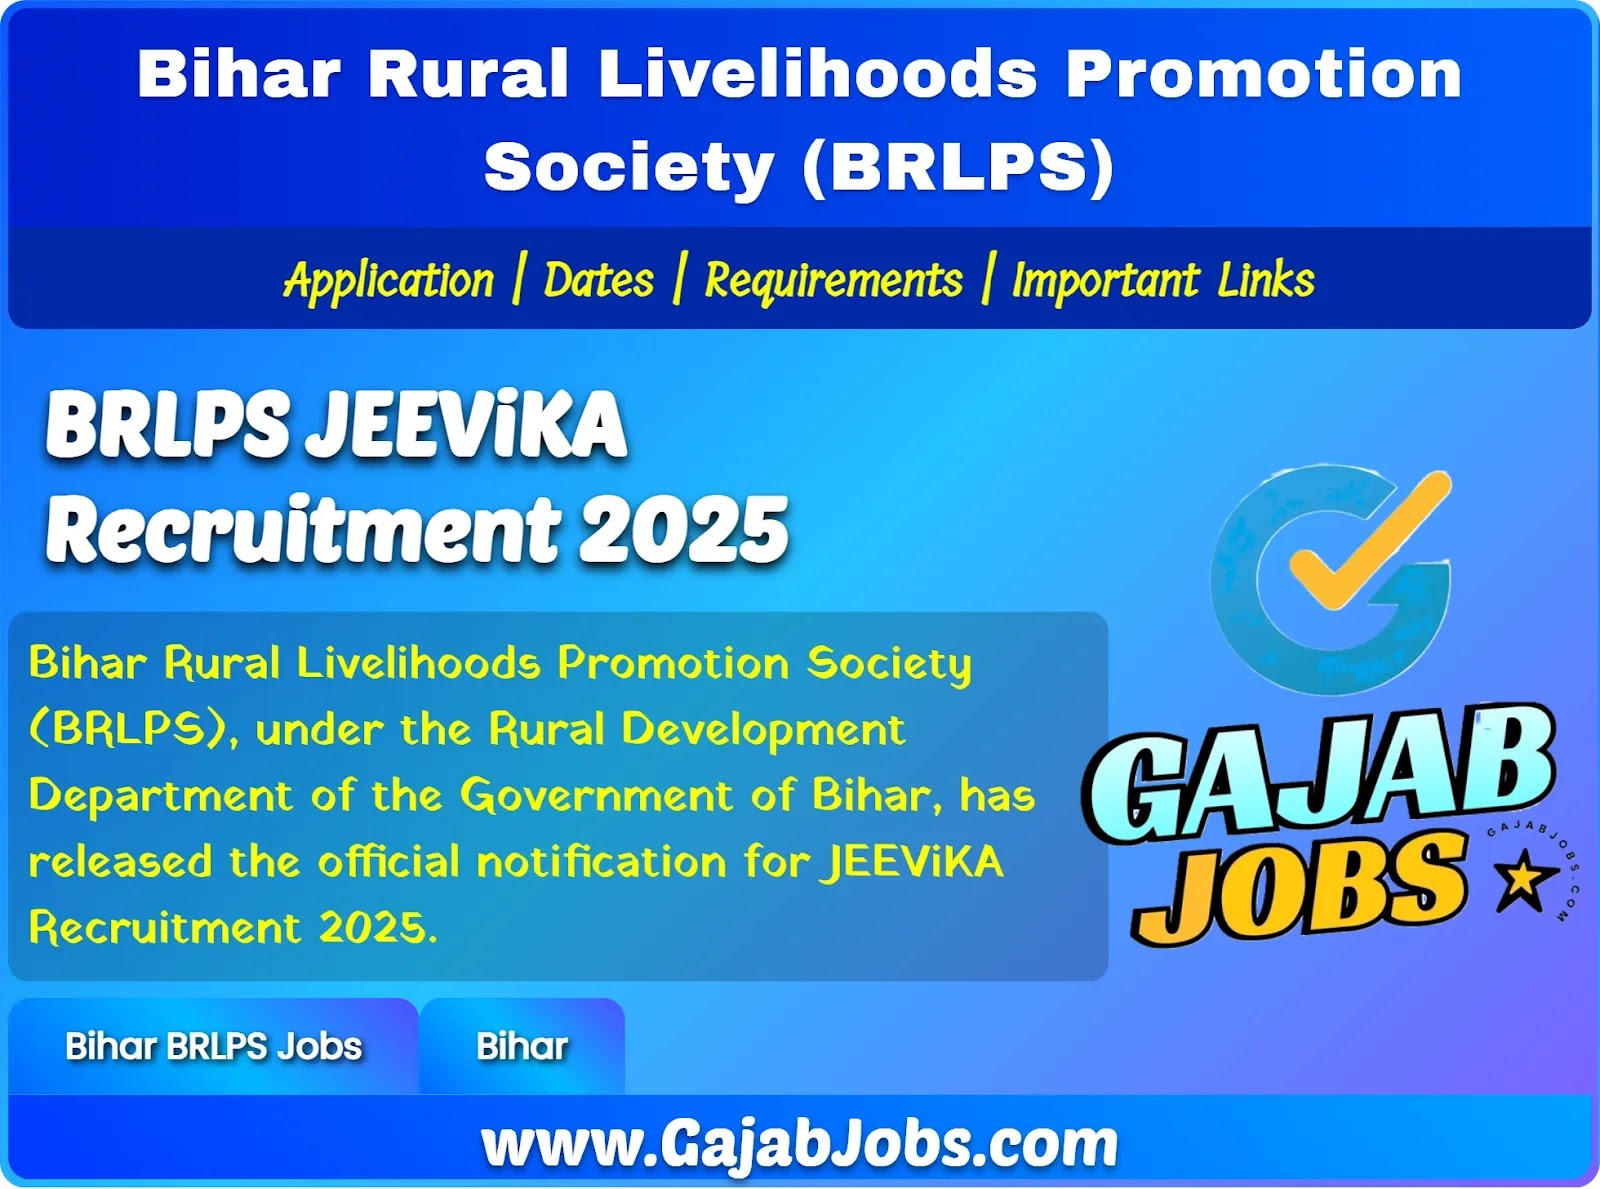 Bihar Rural Livelihoods Promotion
Society (BRLPS)
Application | Dates | Requirements | Important Links
BRLPS JEEViKA
Recruitment 2025
Bihar Rural Livelihoods Promotion Society
(BRLPS), under the Rural Development
Department of the Government of Bihar, has
released the official notification for JEEViKA
Recruitment 2025.
GAJAB
JOBS
GAJABJOBS.COM
Bihar BRLPS Jobs
Bihar
www.GajabJobs.com